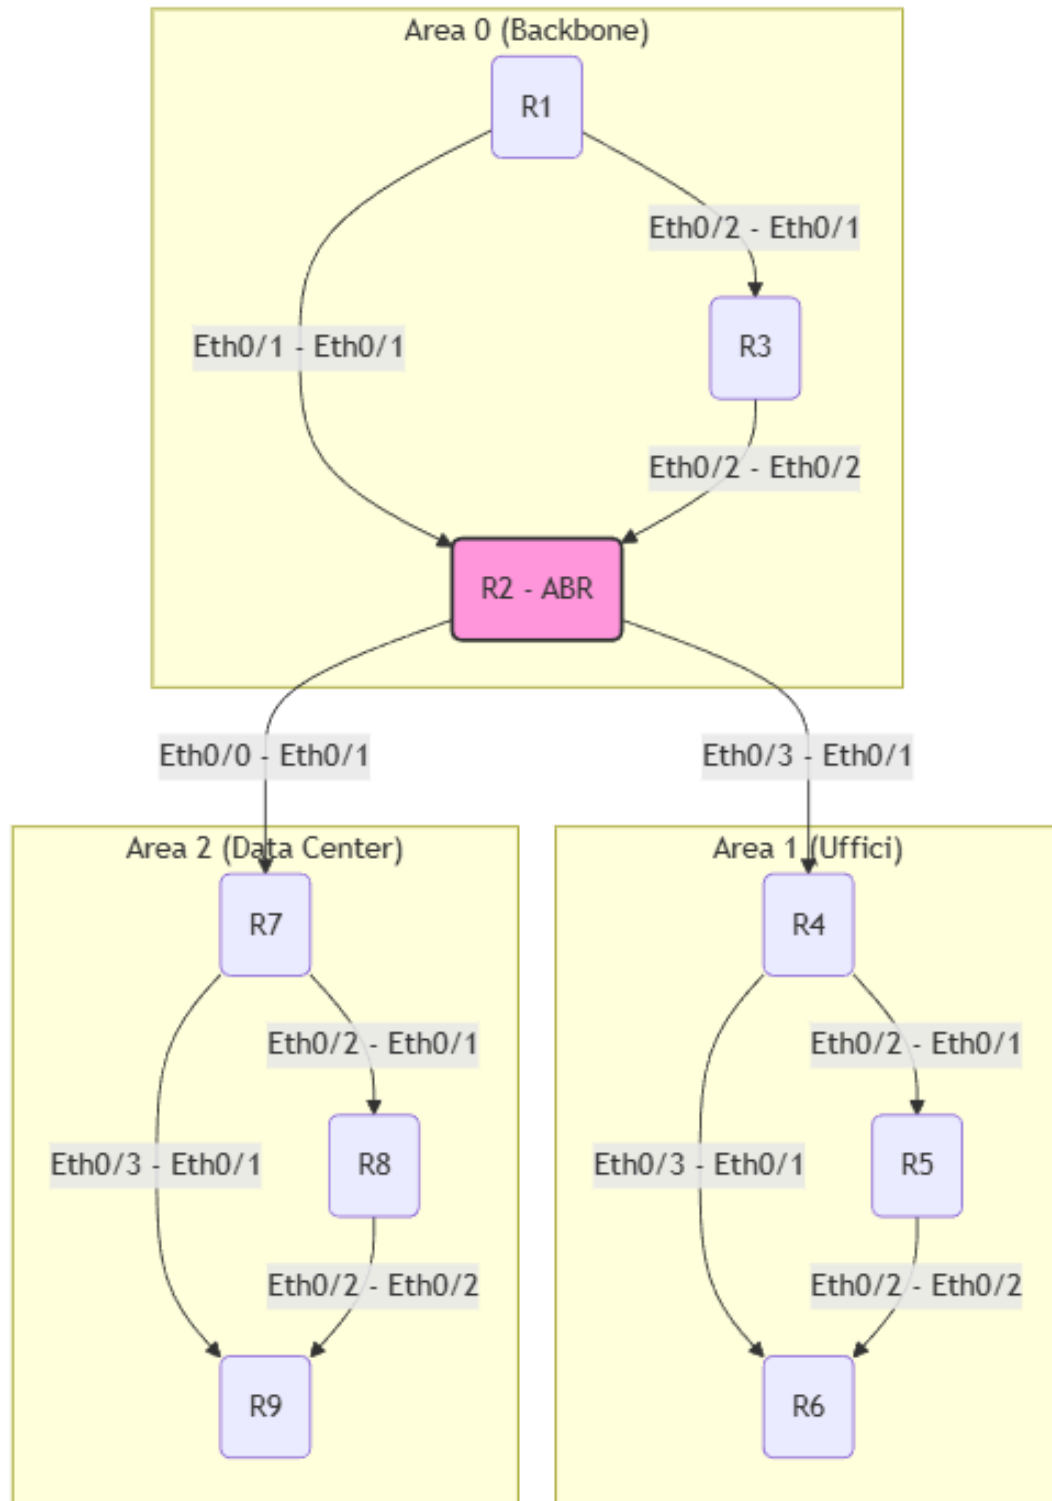 Area 0 (Backbone)
R1
Eth0/2 - Eth0/1
Eth0/1 - Eth0/1
R3
Eth0/2 - Eth0/2
R2 - ABR
Eth0/0 - Eth0/1
Eth0/3 - Eth0/1
Area 2 (Data Center)
R7
Eth0/2 - Eth0/1
Eth0/3 - Eth0/1
R8
Eth0/2 - Eth0/2
R9
Area 1 (Uffici)
R4
Eth0/2 - Eth0/1
Eth0/3 - Eth0/1
R5
Eth0/2 - Eth0/2
R6